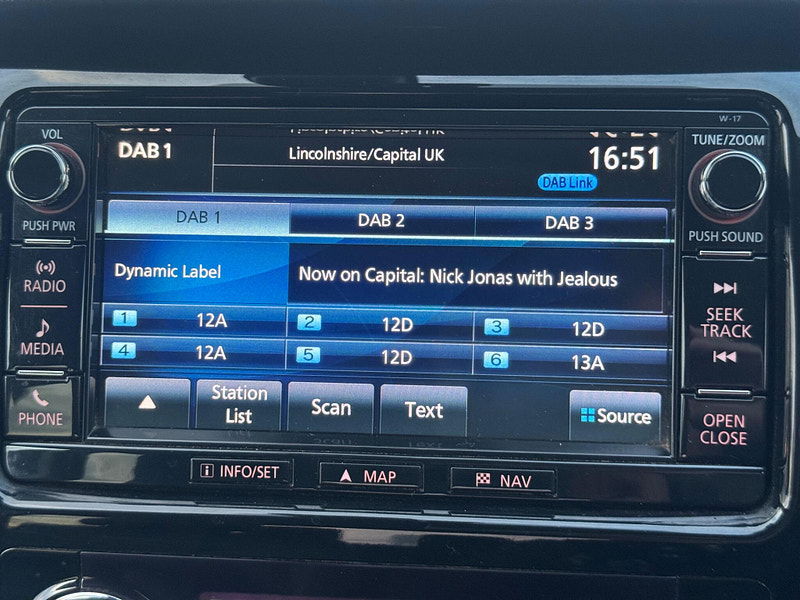 W-17
VOL
PUSH PWR
RADIO
MEDIA
PHONE
DAB1
Lincolnshire/Capital UK
16:51
DAB Link
DAB 1
DAB 2
DAB 3
Dynamic Label
Now on Capital: Nick Jonas with Jealous
1 12A
2 12D
3 12D
4 12A
5 12D
6 13A
Station
List
Scan
Text
Source
TUNE/ZOOM
PUSH SOUND
SEEK
TRACK
OPEN
CLOSE
INFO/SET
MAP
NAV